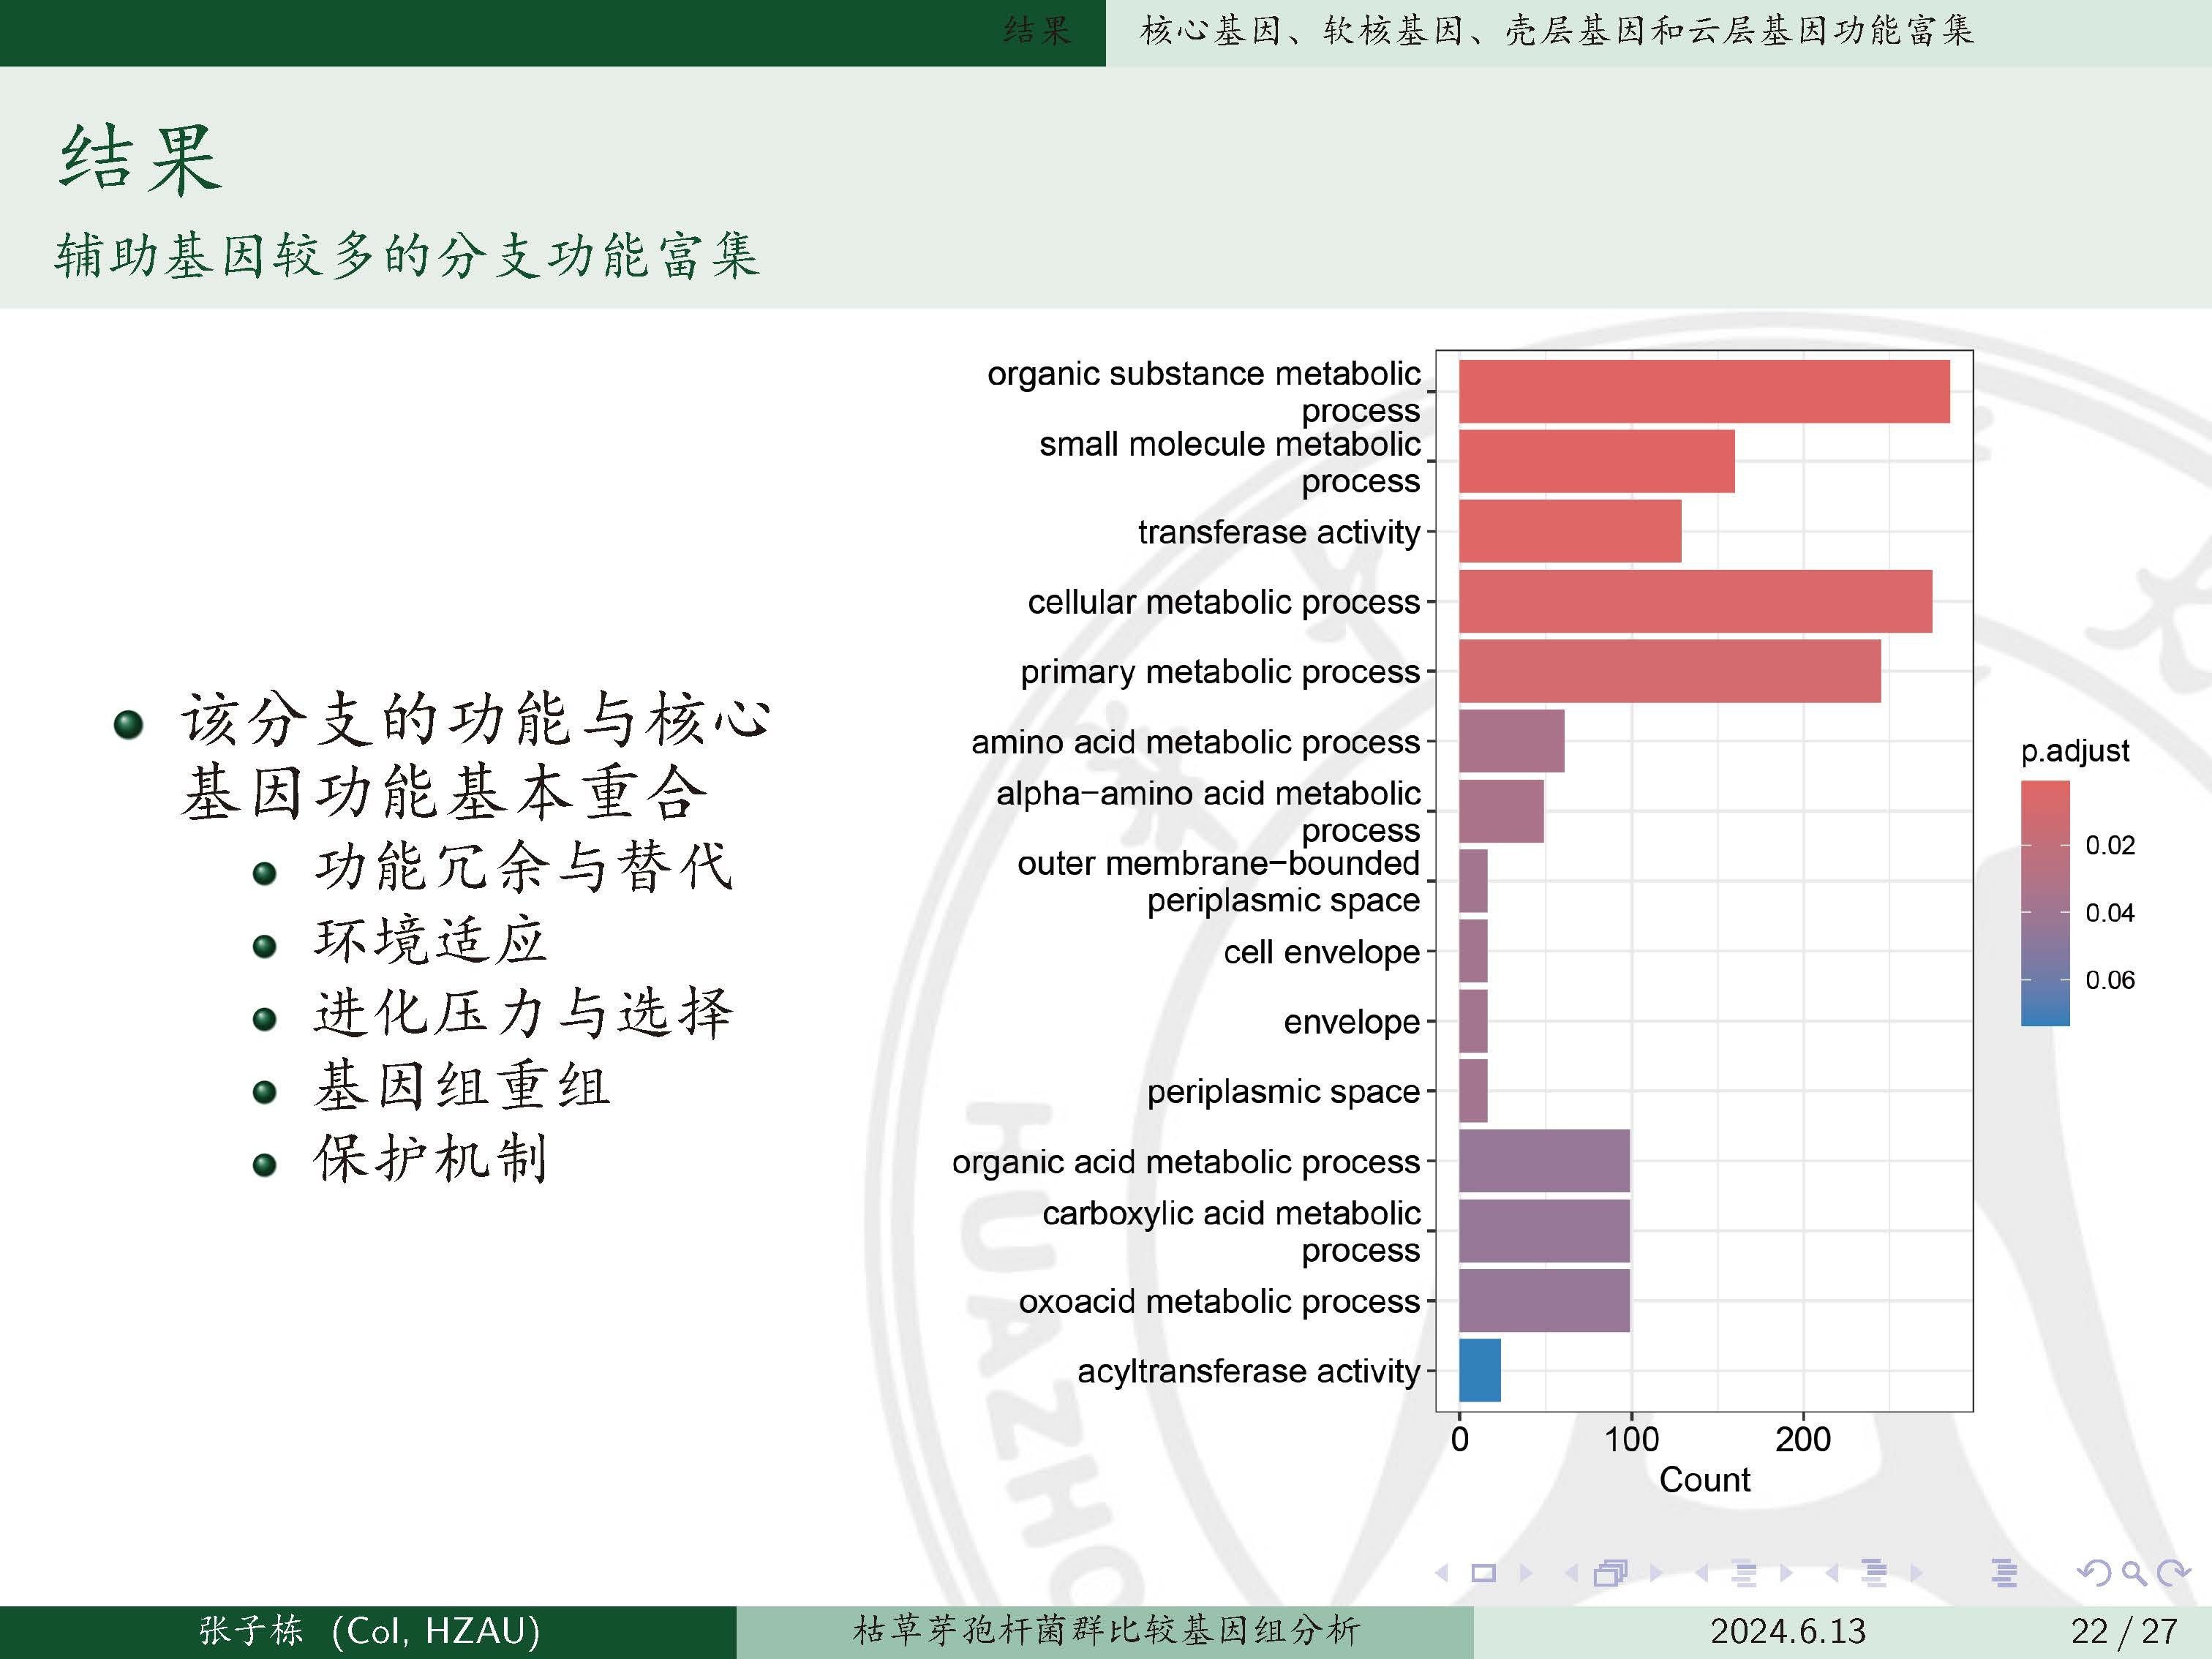 结果
核心基因、软核基因、壳层基因和云层基因功能富集
结果
辅助基因较多的分支功能富集
该分支的功能与核心
基因功能基本重合
功能冗余与替代
环境适应
进化压力与选择
基因组重组
保护机制
organic substance metabolic
process
small molecule metabolic
process
transferase activity
cellular metabolic process
primary metabolic process
amino acid metabolic process
alpha−amino acid metabolic
process
outer membrane−bounded
periplasmic space
cell envelope
envelope
periplasmic space
organic acid metabolic process
carboxylic acid metabolic
process
oxoacid metabolic process
acyltransferase activity
0 100 200
Count
p.adjust
0.02
0.04
0.06
HUAZHO
张子栋 (CoI, HZAU)
枯草芽孢杆菌群比较基因组分析
2024.6.13
22 / 27